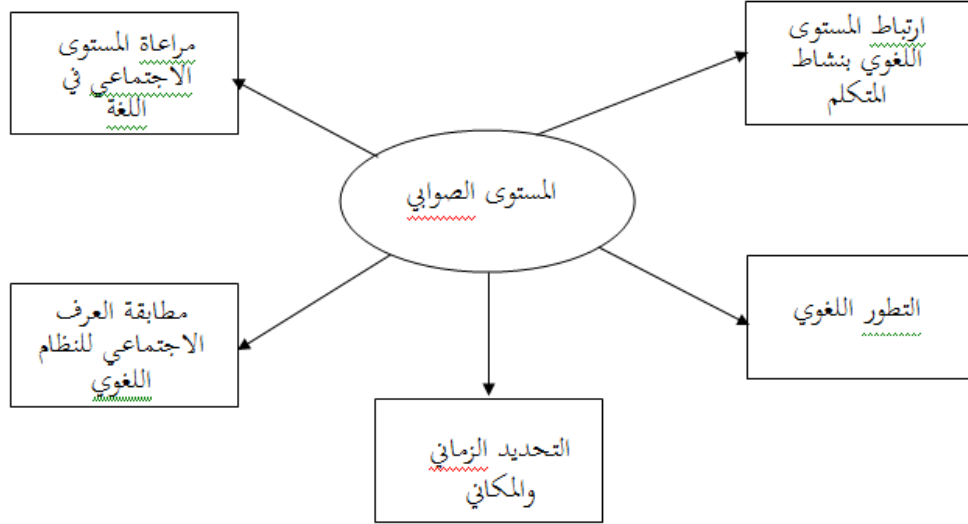 ارتباط المستوى
اللغوي بنشاط
المتكلم
مراعاة المستوى
الاجتماعي في
اللغة
المستوى الصوابي
التطور اللغوي
مطابقة العرف
الاجتماعي للنظام
اللغوي
التحديد الزماني
والمكاني